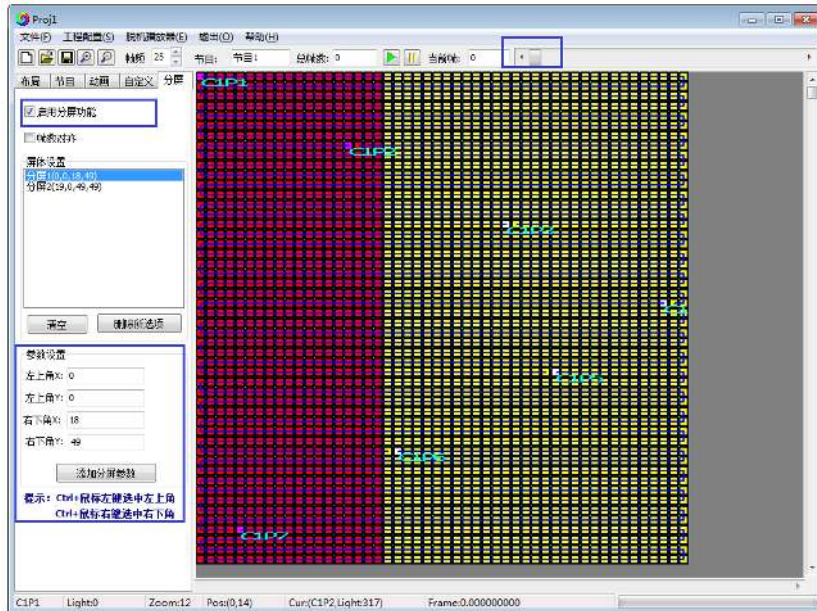 Proj1
文件(F) 工程配置(S) 脱机播放器(E) 输出(O) 帮助(H)
帧频 25 节目: 节目1 总帧数: 0 当前帧: 0
布局 节目 动画 自定义 分屏
启用分屏功能
帧数对齐
屏体设置
分屏1(0,0,18,49)
分屏2(19,0,49,49)
清空 删除所选项
参数设置
左上角X: 0
左上角Y: 0
右下角X: 18
右下角Y: 49
添加分屏参数
提示: Ctrl+鼠标左键选中左上角
Ctrl+鼠标右键选中右下角
C1P1
C1P2
C1P3
C1P5
C1P6
C1P7
C1P1 Light:0 Zoom:12 Pos:(0,14) Cur:(C1P2,Light:317) Frame:0.000000000